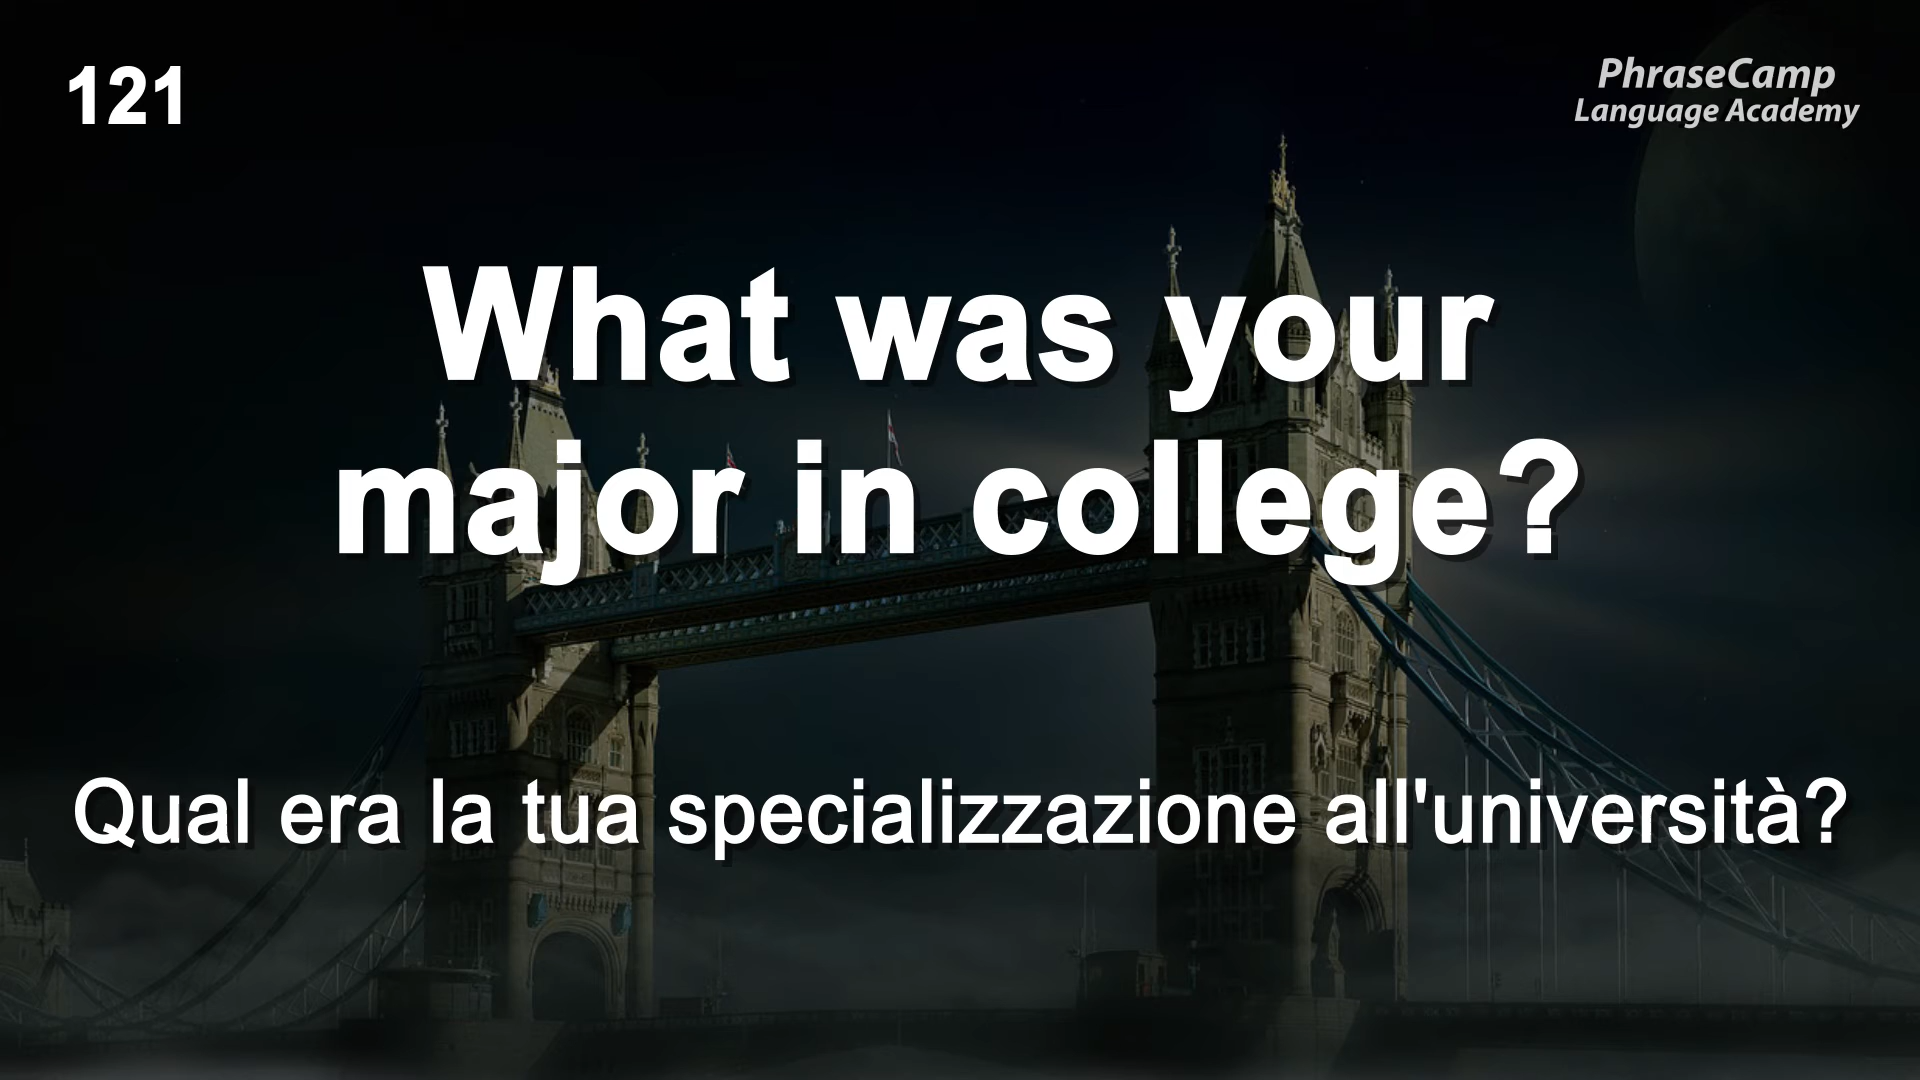 121
PhraseCamp
Language Academy
What was your
major in college?
Qual era la tua specializzazione all'università?